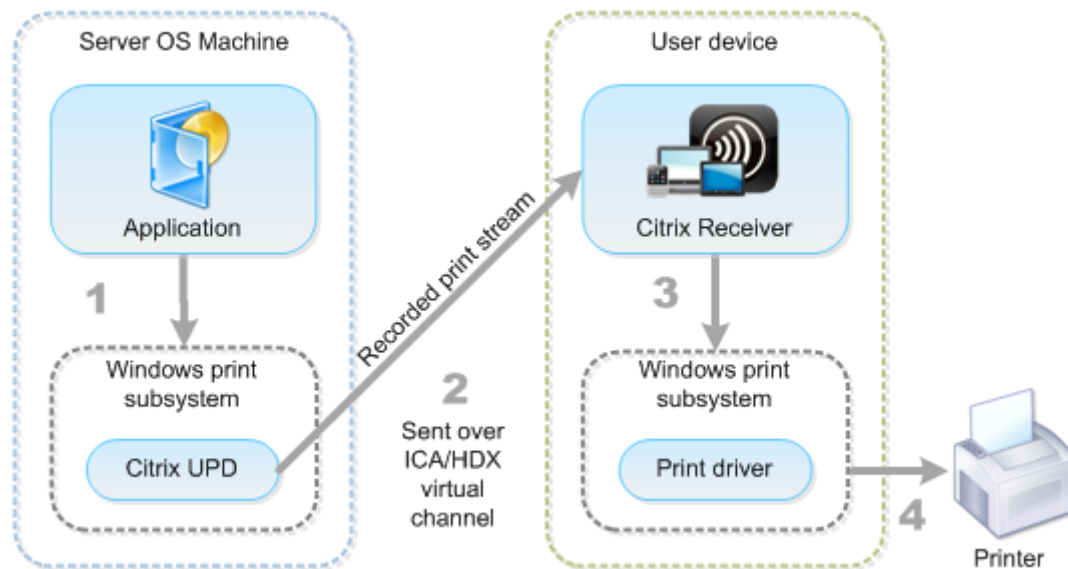 Server OS Machine
Application
1
Windows print
subsystem
Citrix UPD
Recorded print stream
2
Sent over
ICA/HDX
virtual
channel
User device
Citrix Receiver
3
Windows print
subsystem
Print driver
4
Printer